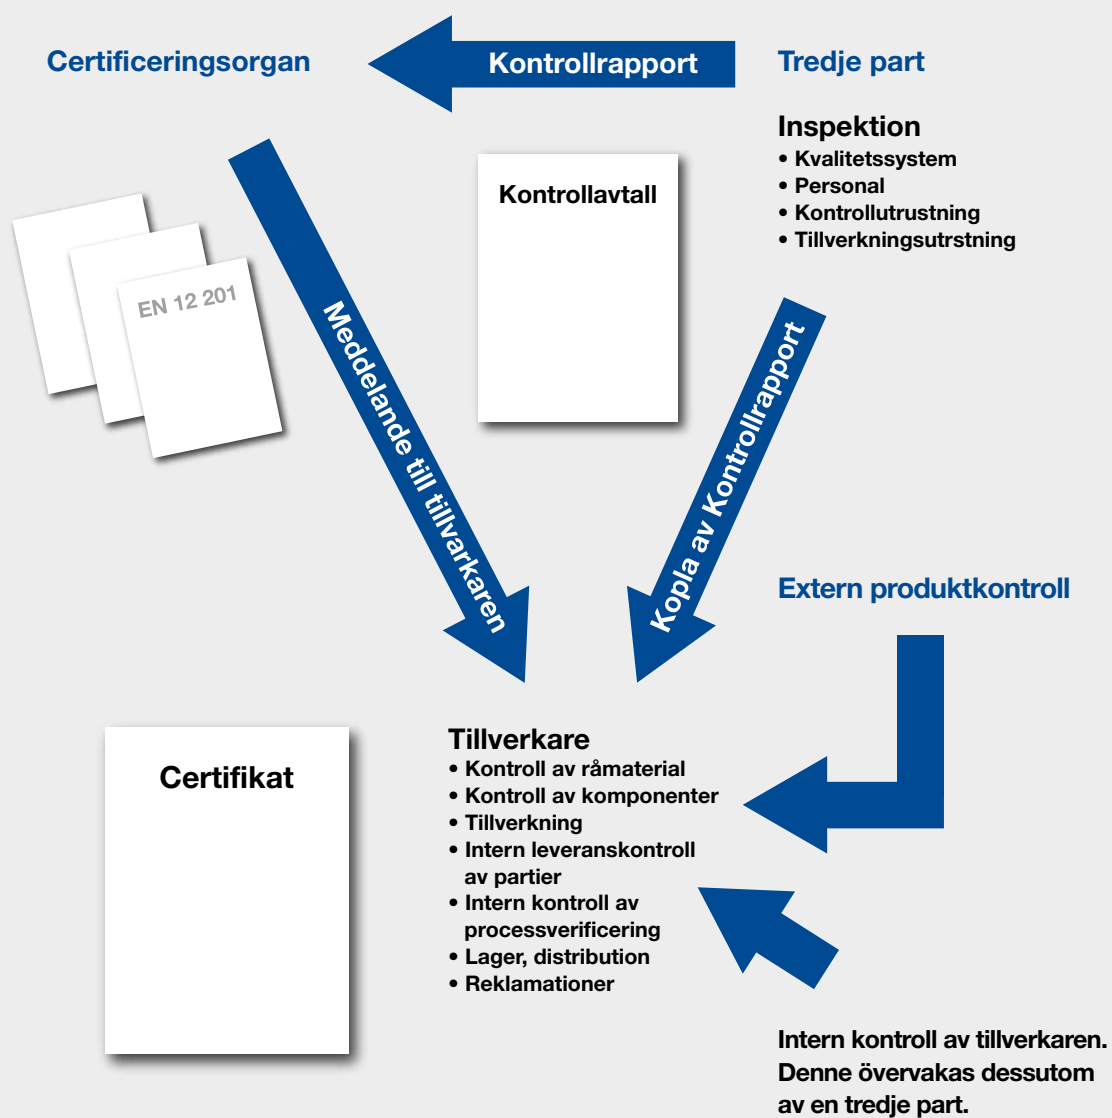 Certificeringsorgan
Kontrollrapport
Tredje part
Inspektion
• Kvalitetssystem
• Personal
• Kontrollutrustning
• Tillverkningsutrstning
Kontrollavtall
EN 12 201
Meddelande till tillvarkaren
Kopla av Kontrollrapport
Extern produktkontroll
Certifikat
Tillverkare
• Kontroll av råmaterial
• Kontroll av komponenter
• Tillverkning
• Intern leveranskontroll
av partier
• Intern kontroll av
processverificering
• Lager, distribution
• Reklamationer
Intern kontroll av tillverkaren.
Denne övervakas dessutom
av en tredje part.